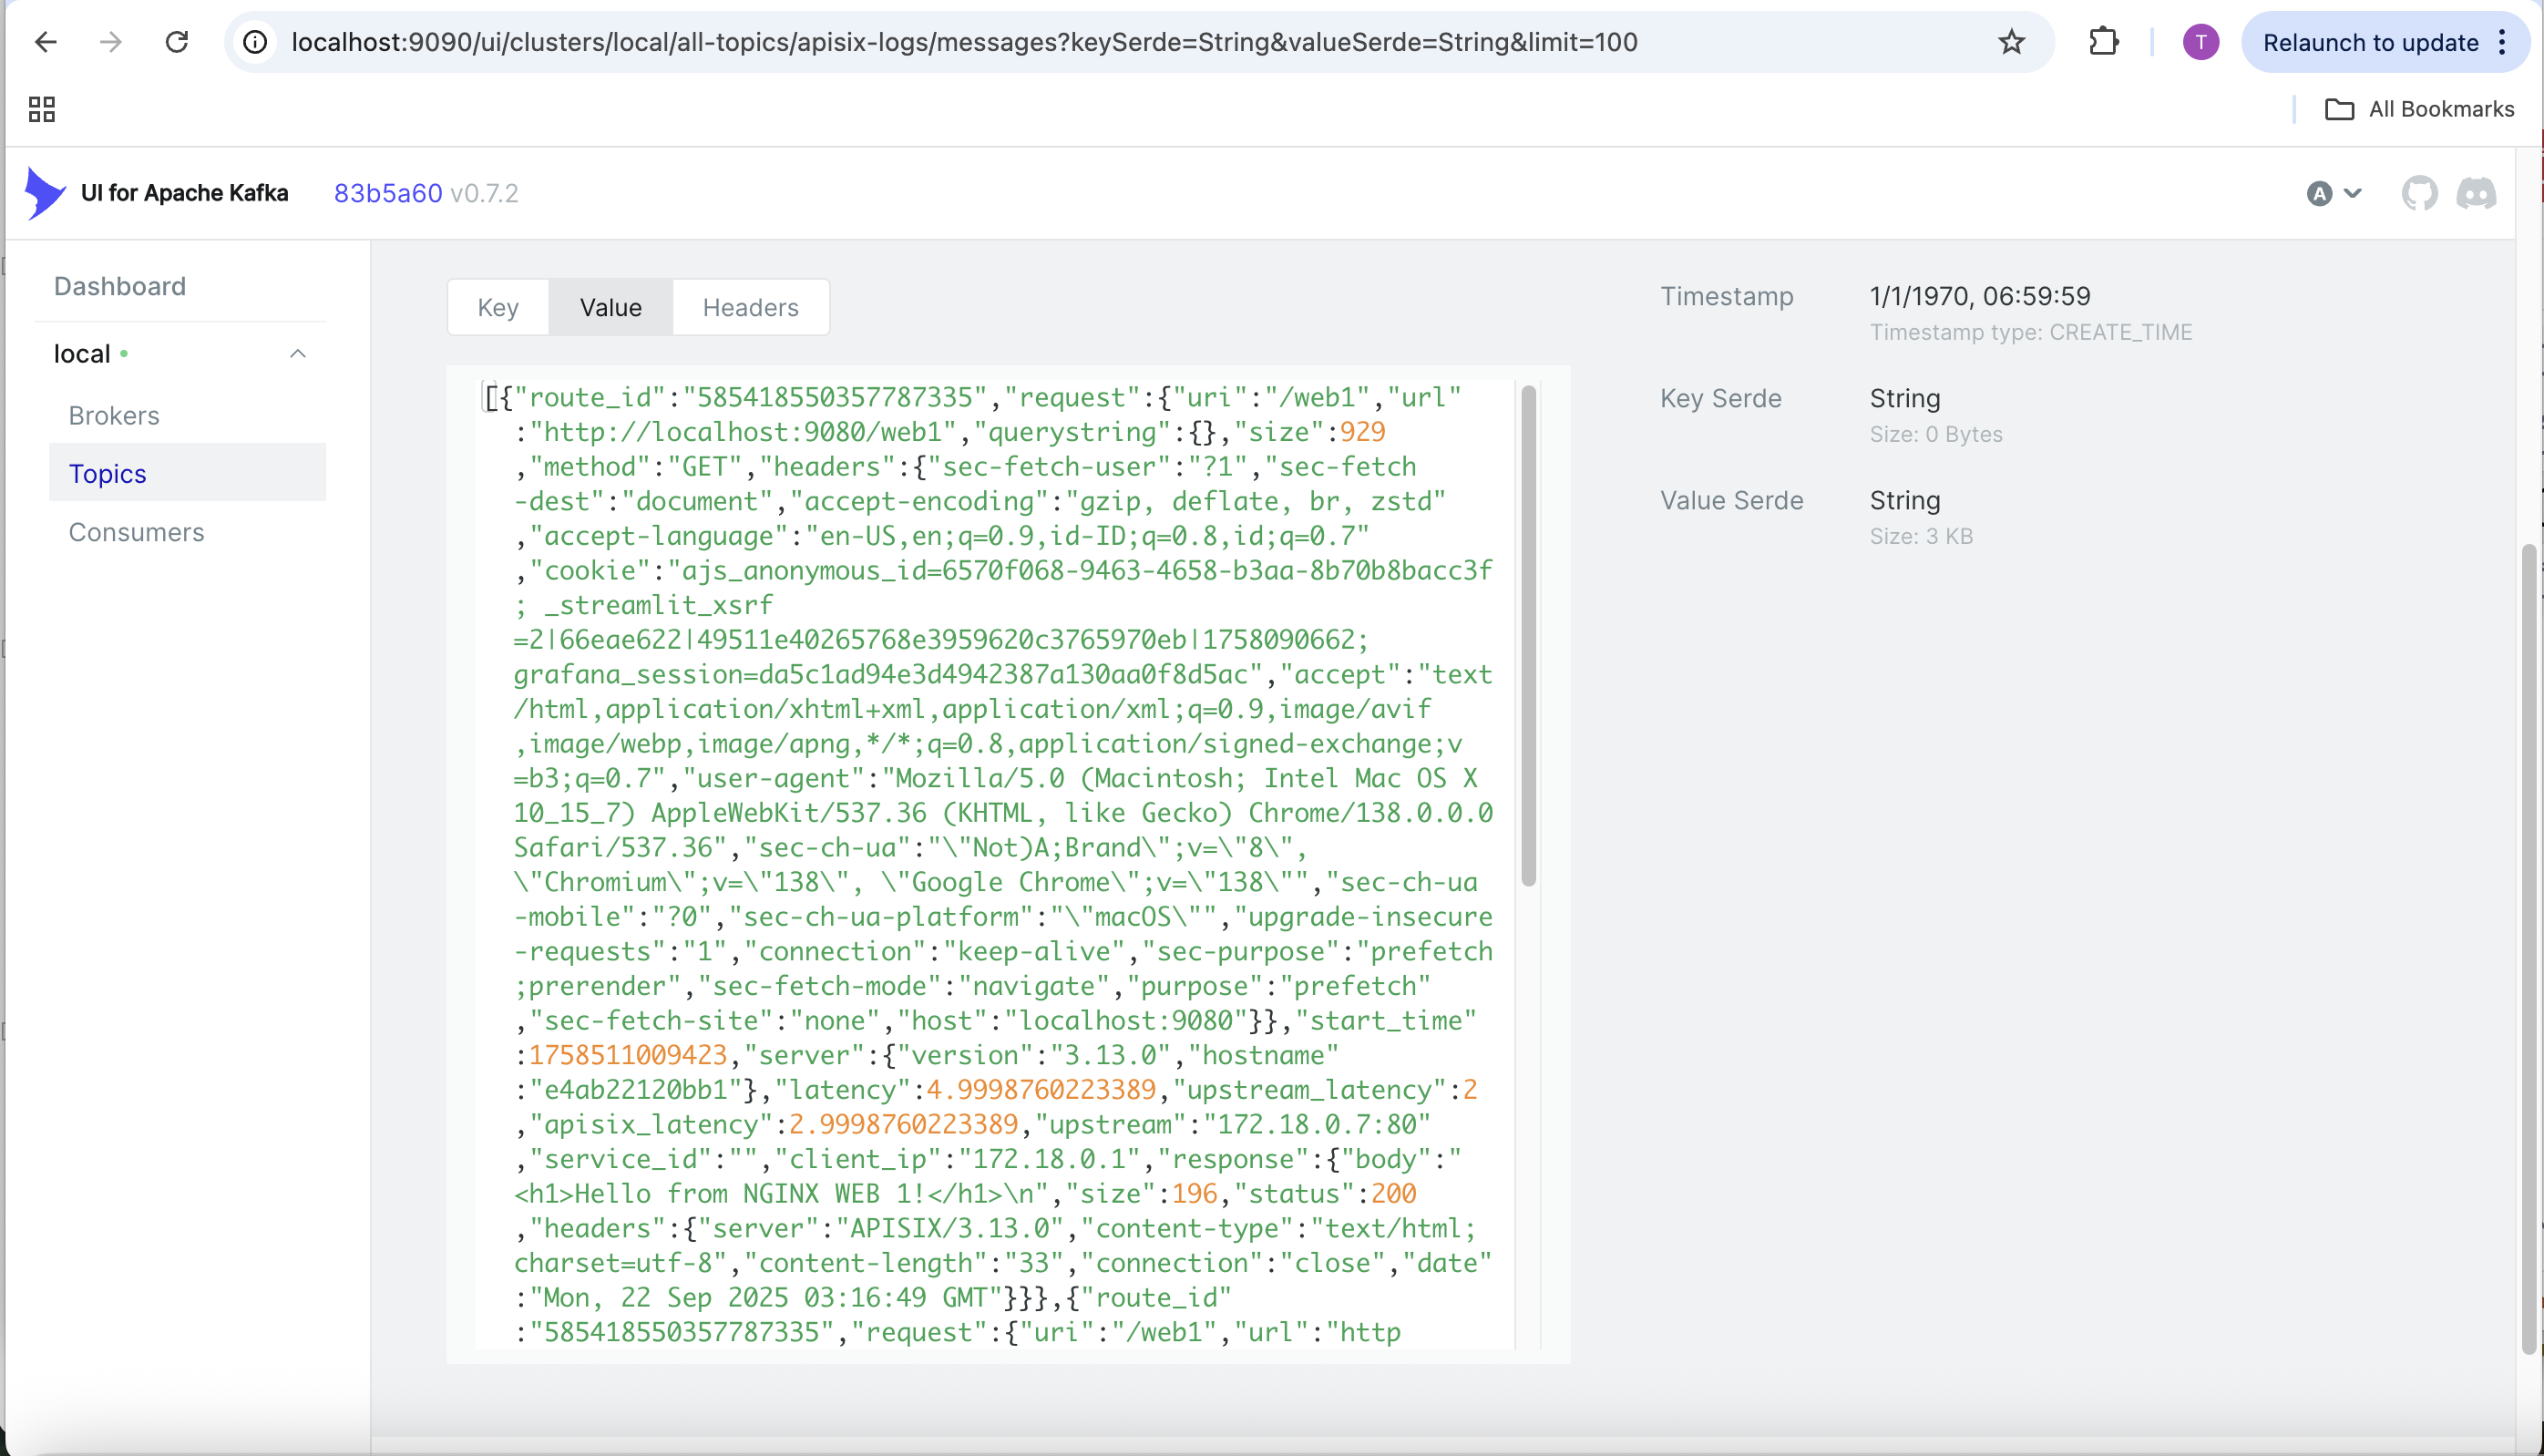 localhost:9090/ui/clusters/local/all-topics/apisix-logs/messages?keySerde=String&valueSerde=String&limit=100
T
Relaunch to update
All Bookmarks
UI for Apache Kafka
83b5a60 v0.7.2
A
Dashboard
local
Brokers
Topics
Consumers
Key
Value
Headers
[{"route_id":"585418550357787335","request":{"uri":"/web1","url"
:"http://localhost:9080/web1","querystring":{},"size":929
,"method":"GET","headers":{"sec-fetch-user":"?1","sec-fetch
-dest":"document","accept-encoding":"gzip, deflate, br, zstd"
,"accept-language":"en-US,en;q=0.9,id-ID;q=0.8,id;q=0.7"
,"cookie":"ajs_anonymous_id=6570f068-9463-4658-b3aa-8b70b8bacc3f
; _streamlit_xsrf
=2|66eae622|49511e40265768e3959620c3765970eb|1758090662;
grafana_session=da5c1ad94e3d4942387a130aa0f8d5ac","accept":"text
/html,application/xhtml+xml,application/xml;q=0.9,image/avif
,image/webp,image/apng,*/*;q=0.8,application/signed-exchange;v
=b3;q=0.7","user-agent":"Mozilla/5.0 (Macintosh; Intel Mac OS X
10_15_7) AppleWebKit/537.36 (KHTML, like Gecko) Chrome/138.0.0.0
Safari/537.36","sec-ch-ua":"\"Not)A;Brand\";v=\"8\",
\"Chromium\";v=\"138\", \"Google Chrome\";v=\"138\"","sec-ch-ua
-mobile":"?0","sec-ch-ua-platform":"\"macOS\"","upgrade-insecure
-requests":"1","connection":"keep-alive","sec-purpose":"prefetch
;prerender","sec-fetch-mode":"navigate","purpose":"prefetch"
,"sec-fetch-site":"none","host":"localhost:9080"}},"start_time"
:1758511009423,"server":{"version":"3.13.0","hostname"
:"e4ab22120bb1"},"latency":4.9998760223389,"upstream_latency":2
,"apisix_latency":2.9998760223389,"upstream":"172.18.0.7:80"
,"service_id":"","client_ip":"172.18.0.1","response":{"body":"
<h1>Hello from NGINX WEB 1!</h1>\n","size":196,"status":200
,"headers":{"server":"APISIX/3.13.0","content-type":"text/html;
charset=utf-8","content-length":"33","connection":"close","date"
:"Mon, 22 Sep 2025 03:16:49 GMT"}}},{"route_id"
:"585418550357787335","request":{"uri":"/web1","url":"http
Timestamp
1/1/1970, 06:59:59
Timestamp type: CREATE_TIME
Key Serde
String
Size: 0 Bytes
Value Serde
String
Size: 3 KB